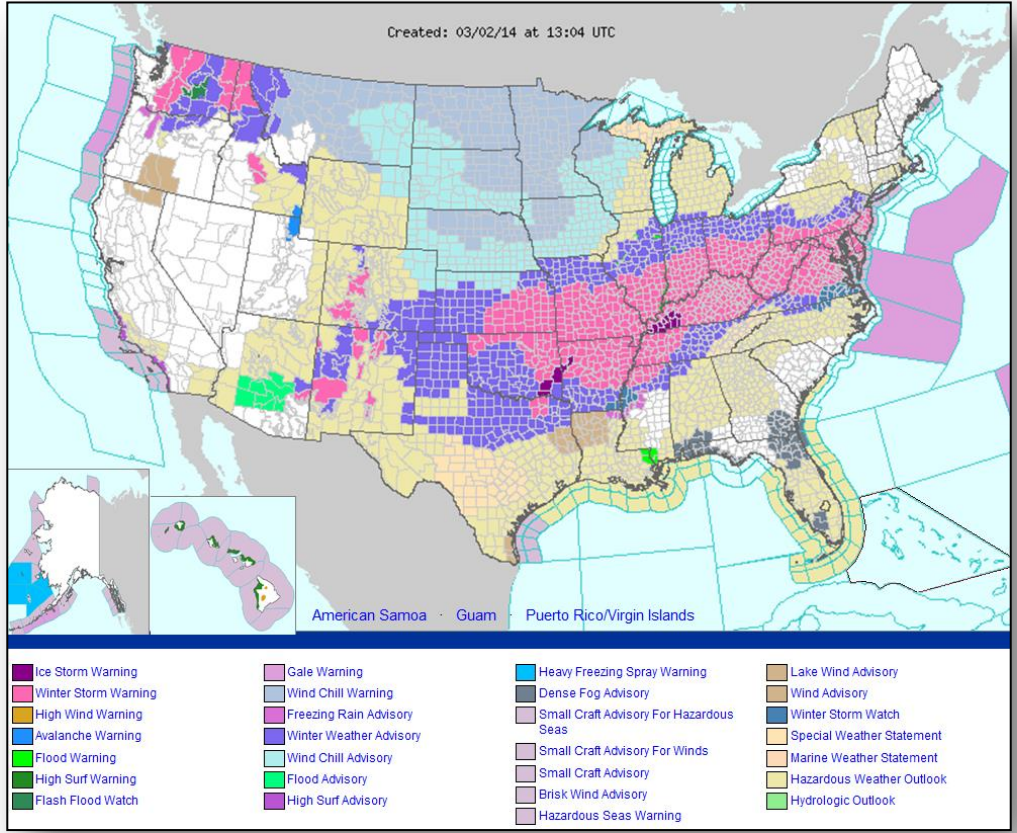 Created: 03/02/14 at 13:04 UTC
American Samoa · Guam · Puerto Rico/Virgin Islands
Ice Storm Warning
Winter Storm Warning
High Wind Warning
Avalanche Warning
Flood Warning
High Surf Warning
Flash Flood Watch
Gale Warning
Wind Chill Warning
Freezing Rain Advisory
Winter Weather Advisory
Wind Chill Advisory
Flood Advisory
High Surf Advisory
Heavy Freezing Spray Warning
Dense Fog Advisory
Small Craft Advisory For Hazardous
Seas
Small Craft Advisory For Winds
Small Craft Advisory
Brisk Wind Advisory
Hazardous Seas Warning
Lake Wind Advisory
Wind Advisory
Winter Storm Watch
Special Weather Statement
Marine Weather Statement
Hazardous Weather Outlook
Hydrologic Outlook